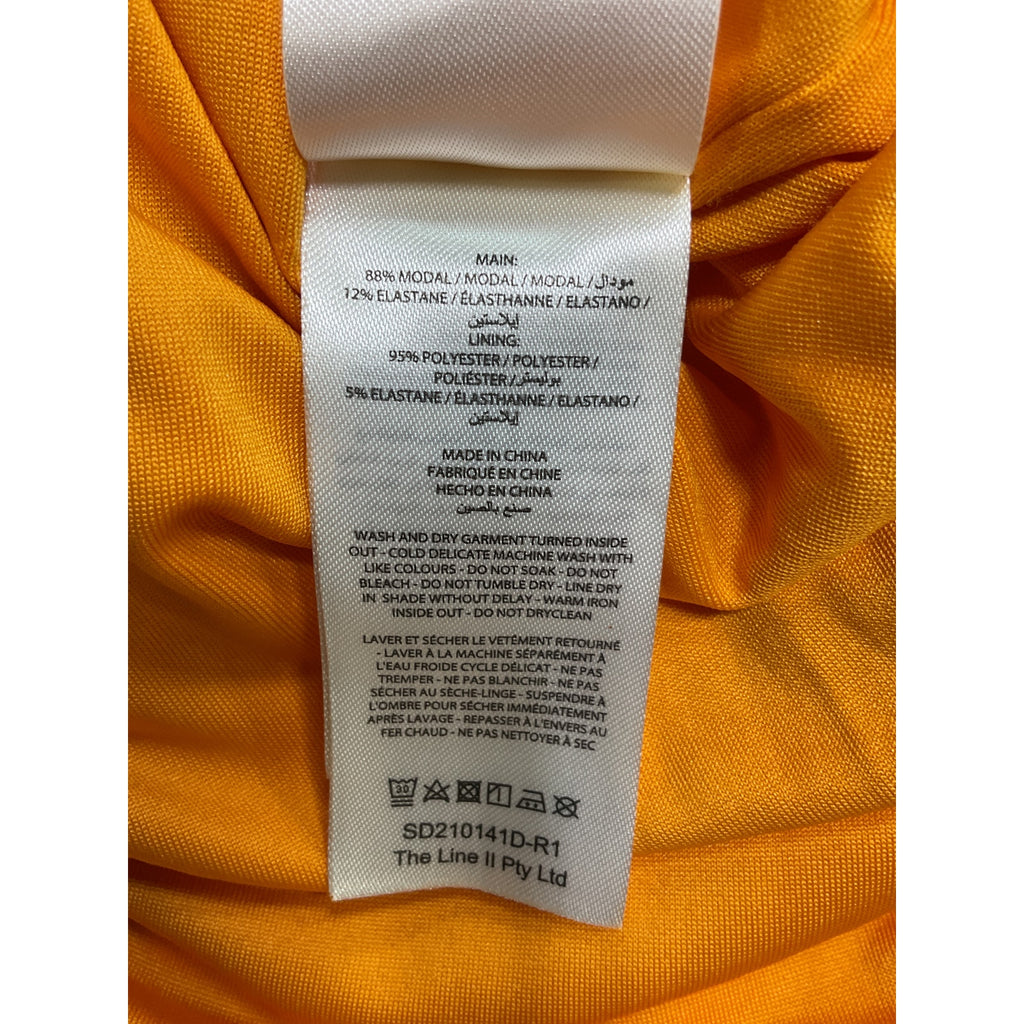 MAIN:
88% MODAL / MODAL / MODAL / مودال
12% ELASTANE / ÉLASTHANNE / ELASTANO /
إيلاستين
LINING:
95% POLYESTER / POLYESTER /
POLIÉSTER / بوليستر
5% ELASTANE / ÉLASTHANNE / ELASTANO /
إيلاستين
MADE IN CHINA
FABRIQUÉ EN CHINE
HECHO EN CHINA
صنع بالصين
WASH AND DRY GARMENT TURNED INSIDE
OUT - COLD DELICATE MACHINE WASH WITH
LIKE COLOURS - DO NOT SOAK - DO NOT
BLEACH - DO NOT TUMBLE DRY - LINE DRY
IN SHADE WITHOUT DELAY - WARM IRON
INSIDE OUT - DO NOT DRYCLEAN
LAVER ET SÉCHER LE VETÉMENT RETOURNÉ
- LAVER À LA MACHINE SÉPARÉMENT À
L'EAU FROIDE CYCLE DÉLICAT - NE PAS
TREMPER - NE PAS BLANCHIR - NE PAS
SÉCHER AU SÈCHE-LINGE - SUSPENDRE À
L'OMBRE POUR SÉCHER IMMÉDIATEMENT
APRÈS LAVAGE - REPASSER À L'ENVERS AU
FER CHAUD - NE PAS NETTOYER À SEC
30
SD210141D-R1
The Line II Pty Ltd